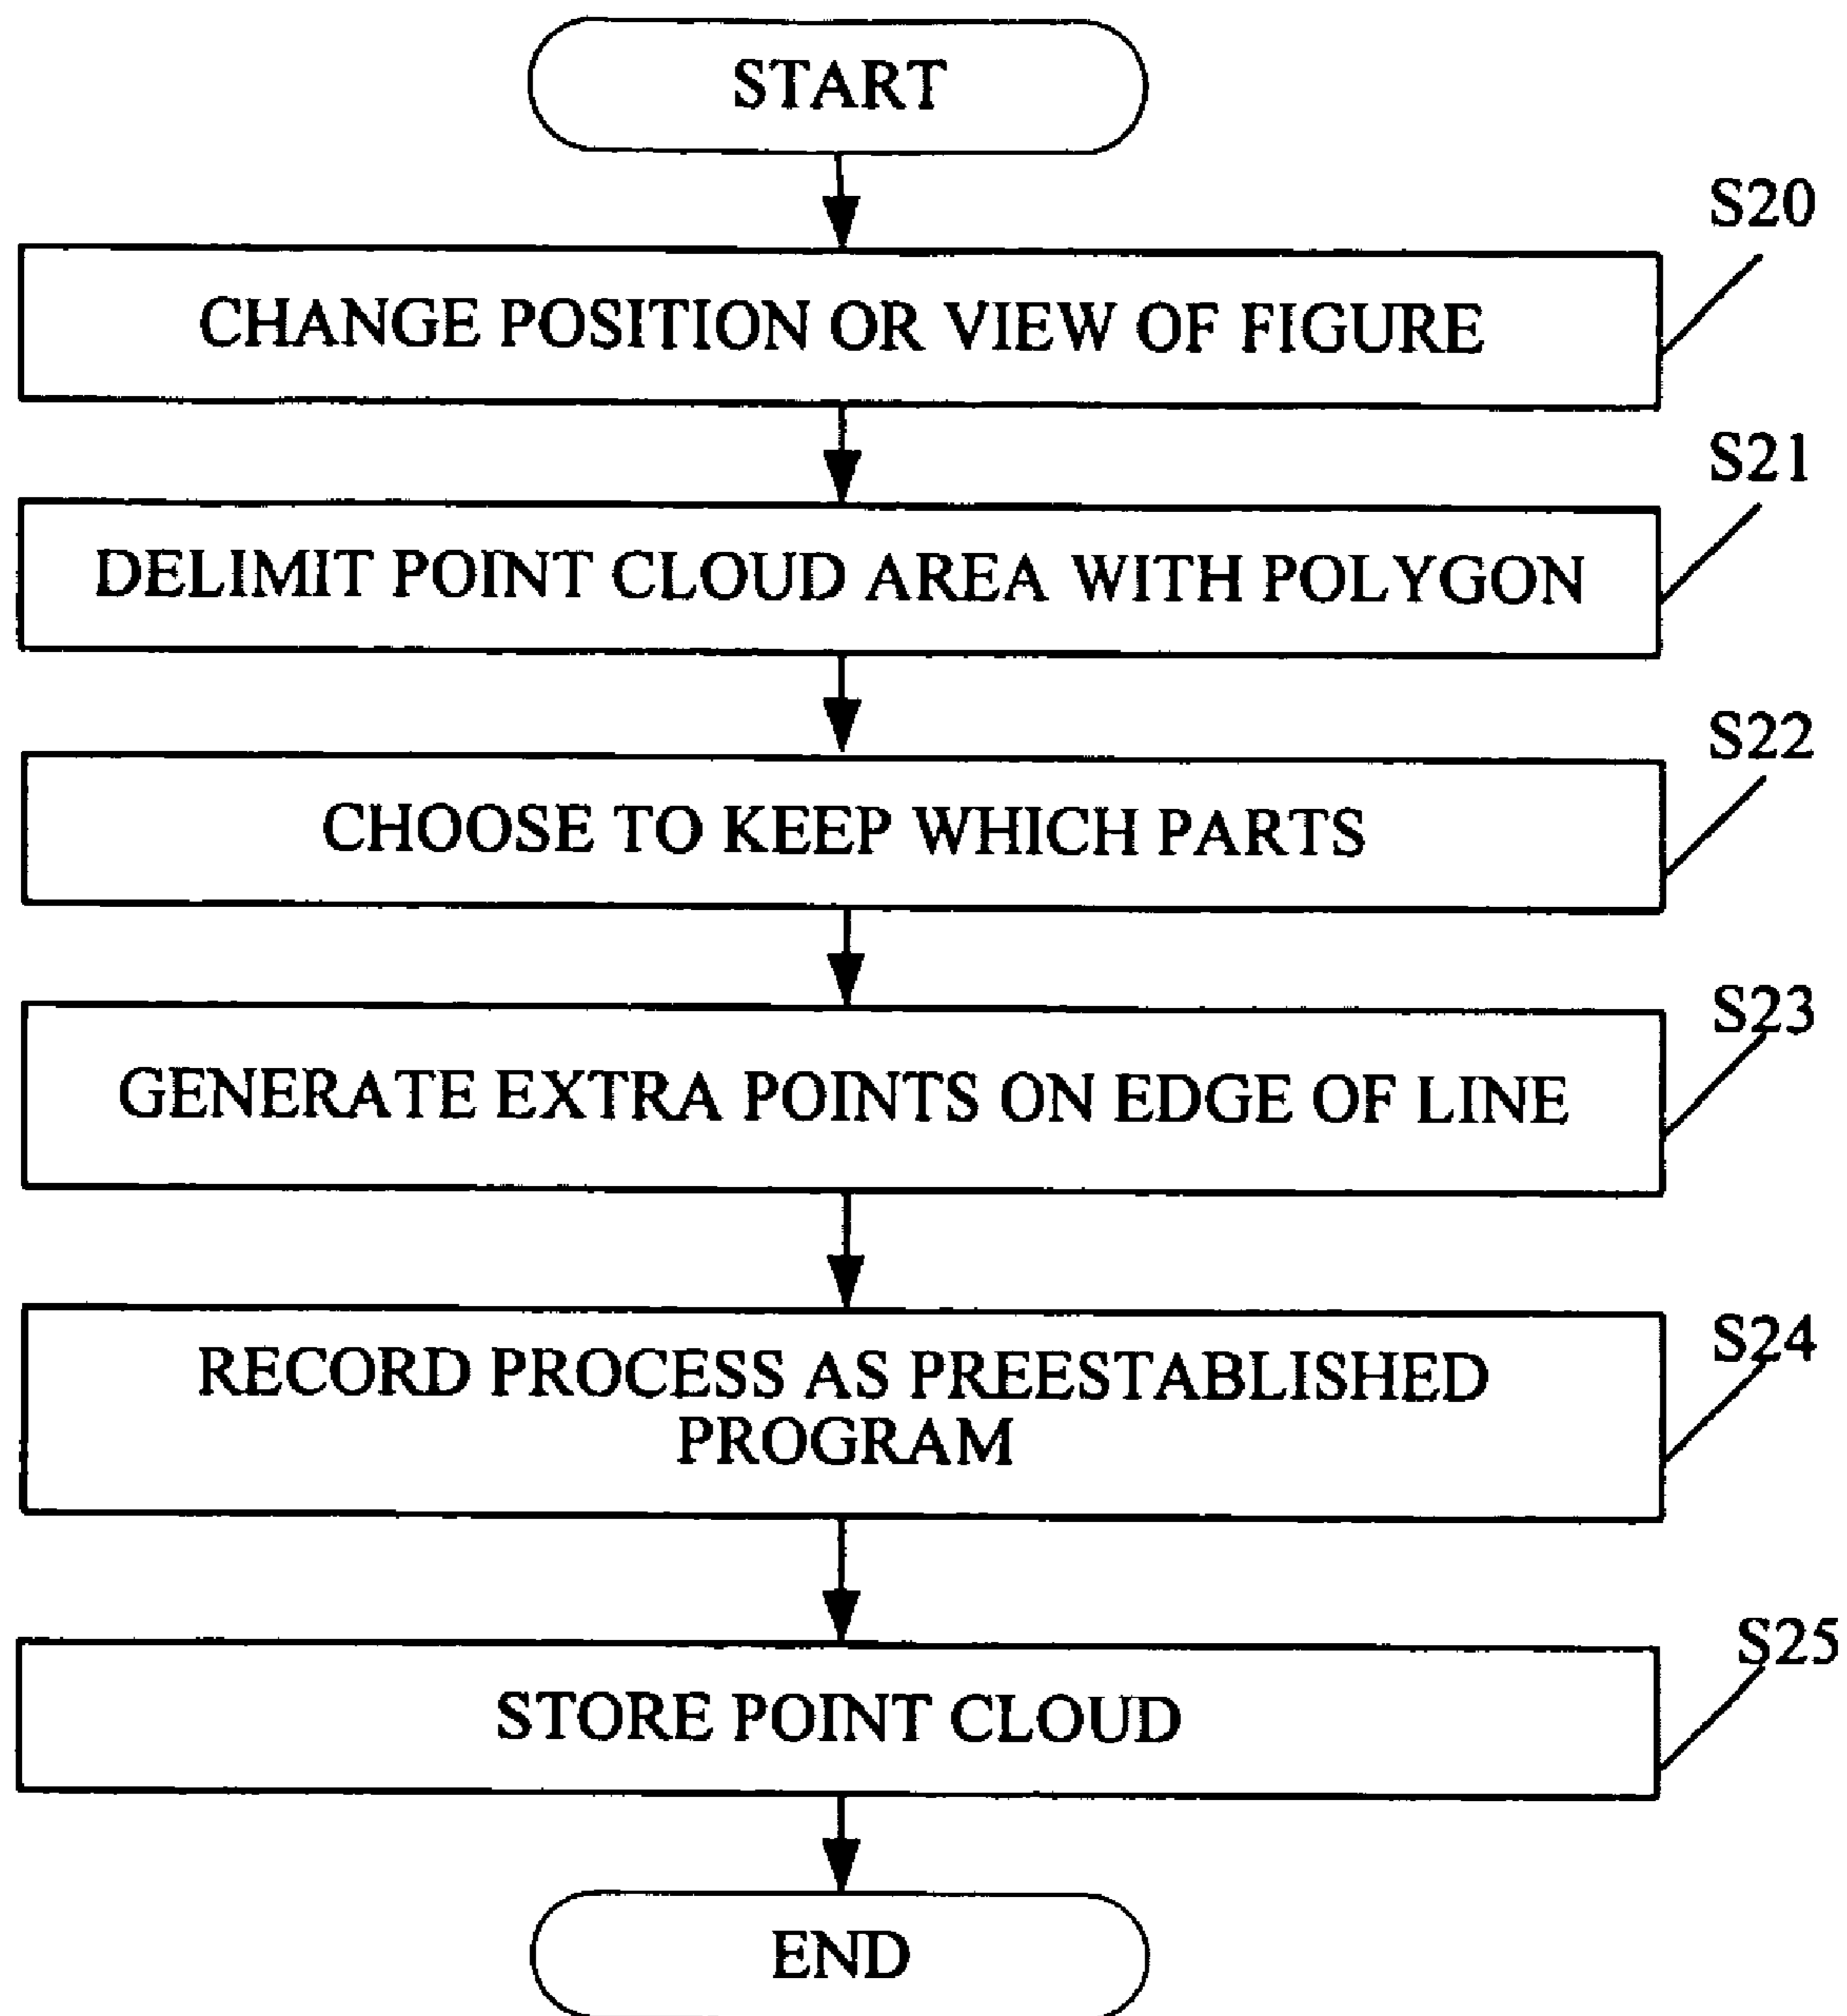 START
S20
CHANGE POSITION OR VIEW OF FIGURE
S21
DELIMIT POINT CLOUD AREA WITH POLYGON
S22
CHOOSE TO KEEP WHICH PARTS
S23
GENERATE EXTRA POINTS ON EDGE OF LINE
S24
RECORD PROCESS AS PREESTABLISHED
PROGRAM
S25
STORE POINT CLOUD
END